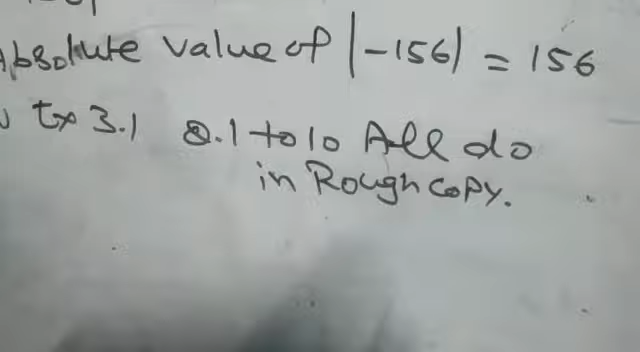 Absolute value of |-156| = 156
Ex 3.1 Q.1 to 10 All do
in Rough copy.